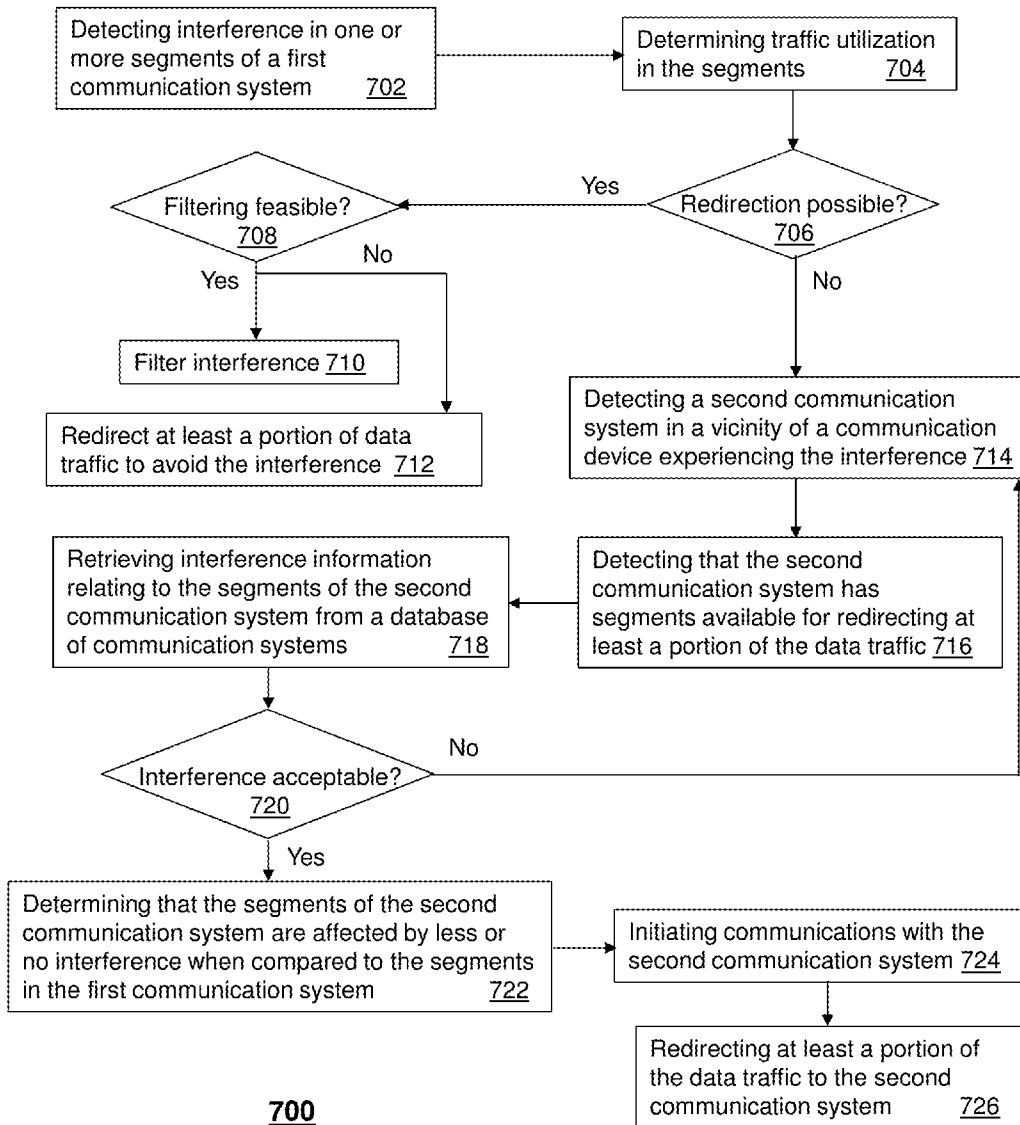 Detecting interference in one or
more segments of a first
communication system 702
Determining traffic utilization
in the segments 704
Redirection possible?
706
Yes
No
Filtering feasible?
708
Yes
No
Filter interference 710
Redirect at least a portion of data
traffic to avoid the interference 712
Detecting a second communication
system in a vicinity of a communication
device experiencing the interference 714
Detecting that the second
communication system has
segments available for redirecting at
least a portion of the data traffic 716
Retrieving interference information
relating to the segments of the second
communication system from a database
of communication systems 718
Interference acceptable?
720
No
Yes
Determining that the segments of the second
communication system are affected by less or
no interference when compared to the segments
in the first communication system 722
Initiating communications with the
second communication system 724
Redirecting at least a portion of
the data traffic to the second
communication system 726
700